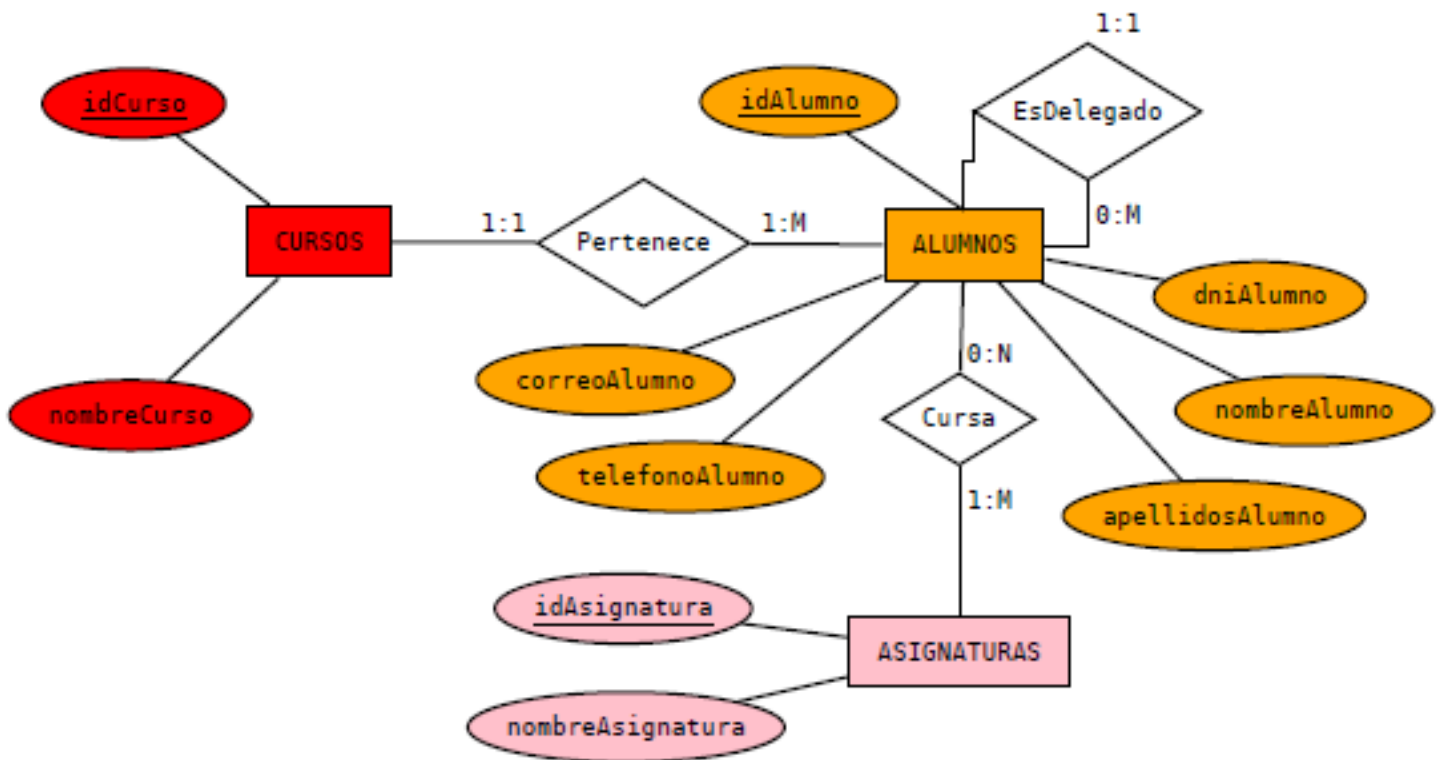 1:1
idCurso
idAlumno
EsDelegado
1:1
1:M
0:M
CURSOS
Pertenece
ALUMNOS
dniAlumno
0:N
correoAlumno
nombreAlumno
nombreCurso
Cursa
telefonoAlumno
1:M
apellidosAlumno
idAsignatura
ASIGNATURAS
nombreAsignatura